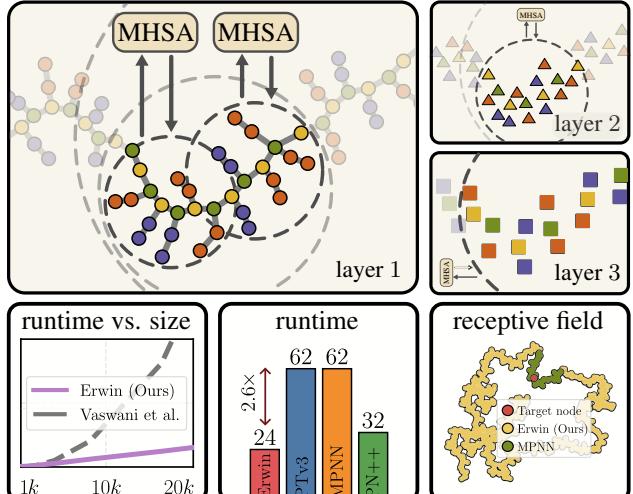 MHSA MHSA
layer 1
MHSA
layer 2
MHSA
layer 3
runtime vs. size
Erwin (Ours)
Vaswani et al.
1k 10k 20k
runtime
62 62
2.6×
32
24
Erwin PTv3 MPNN PN++
receptive field
Target node
Erwin (Ours)
MPNN